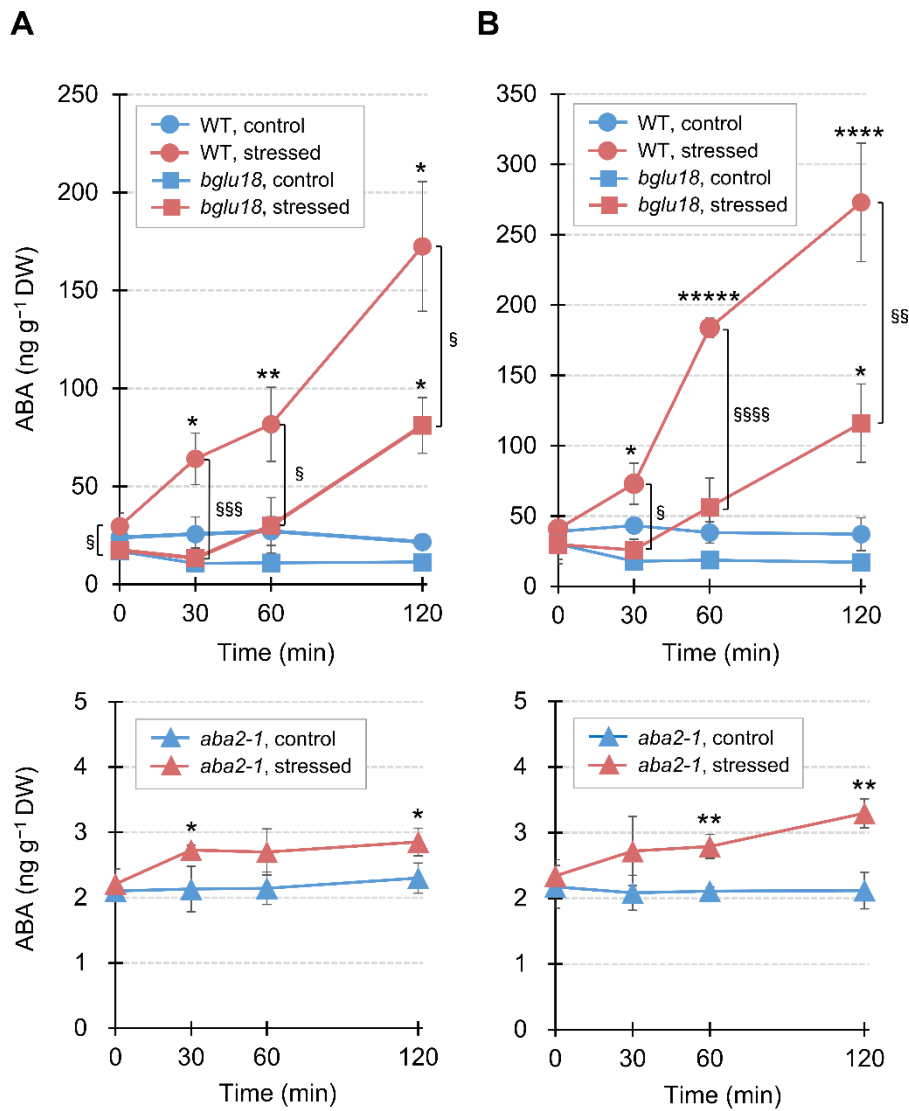 A
250
200
150
100
50
0
ABA (ng g⁻¹ DW)
WT, control
WT, stressed
bglu18, control
bglu18, stressed
*
§
*
**
*
§§§
§
§
0 30 60 120
Time (min)
B
350
300
250
200
150
100
50
0
WT, control
WT, stressed
bglu18, control
bglu18, stressed
****
*****
§§
§§§§
*
*
§
0 30 60 120
Time (min)
5
4
3
2
1
0
ABA (ng g⁻¹ DW)
aba2-1, control
aba2-1, stressed
*
*
0 30 60 120
Time (min)
5
4
3
2
1
0
aba2-1, control
aba2-1, stressed
**
**
0 30 60 120
Time (min)